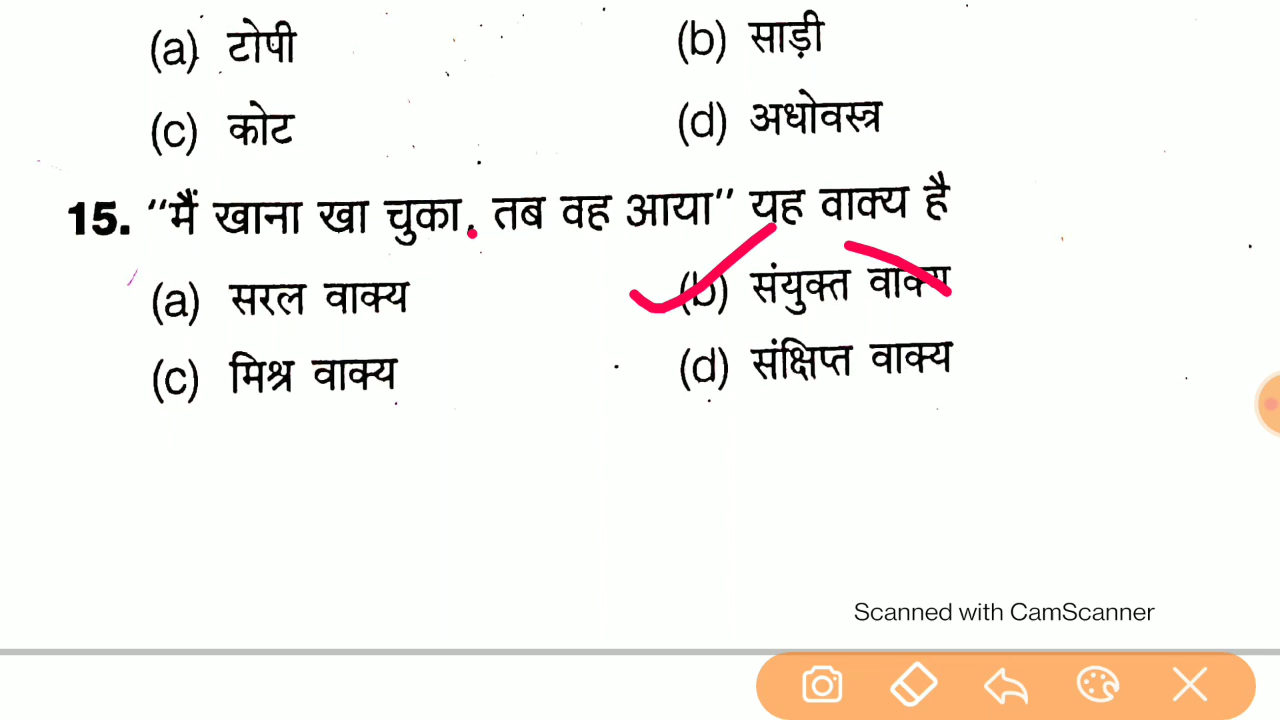 (a) टोपी (b) साड़ी
(c) कोट (d) अधोवस्त्र
15. “मैं खाना खा चुका, तब वह आया” यह वाक्य है
(a) सरल वाक्य (b) संयुक्त वाक्य
(c) मिश्र वाक्य (d) संक्षिप्त वाक्य
Scanned with CamScanner